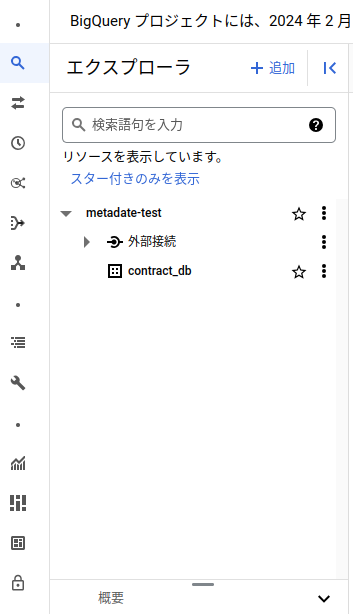 BigQuery プロジェクトには、2024 年 2 月
エクスプローラ
追加
検索語句を入力
リソースを表示しています。
スター付きのみを表示
metadate-test
外部接続
contract_db
概要